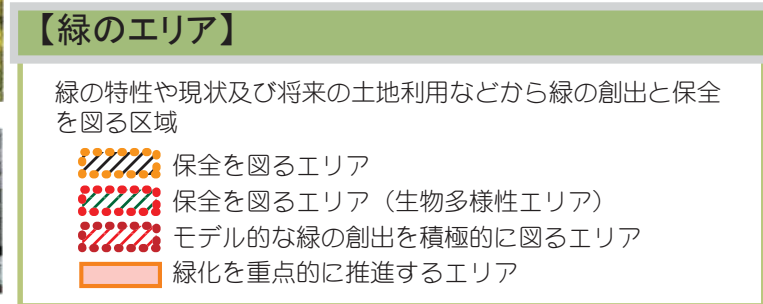 【緑のエリア】
緑の特性や現状及び将来の土地利用などから緑の創出と保全
を図る区域
保全を図るエリア
保全を図るエリア（生物多様性エリア）
モデル的な緑の創出を積極的に図るエリア
緑化を重点的に推進するエリア